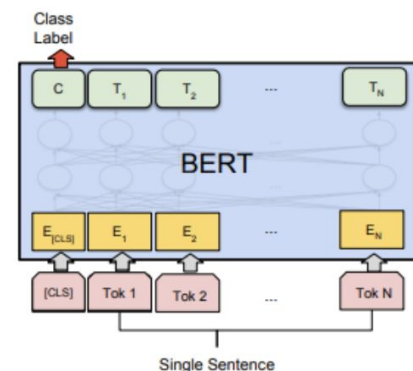 Class
Label
C T1 T2 ... TN
BERT
E[CLS] E1 E2 ... EN
[CLS] Tok 1 Tok 2 ... Tok N
Single Sentence